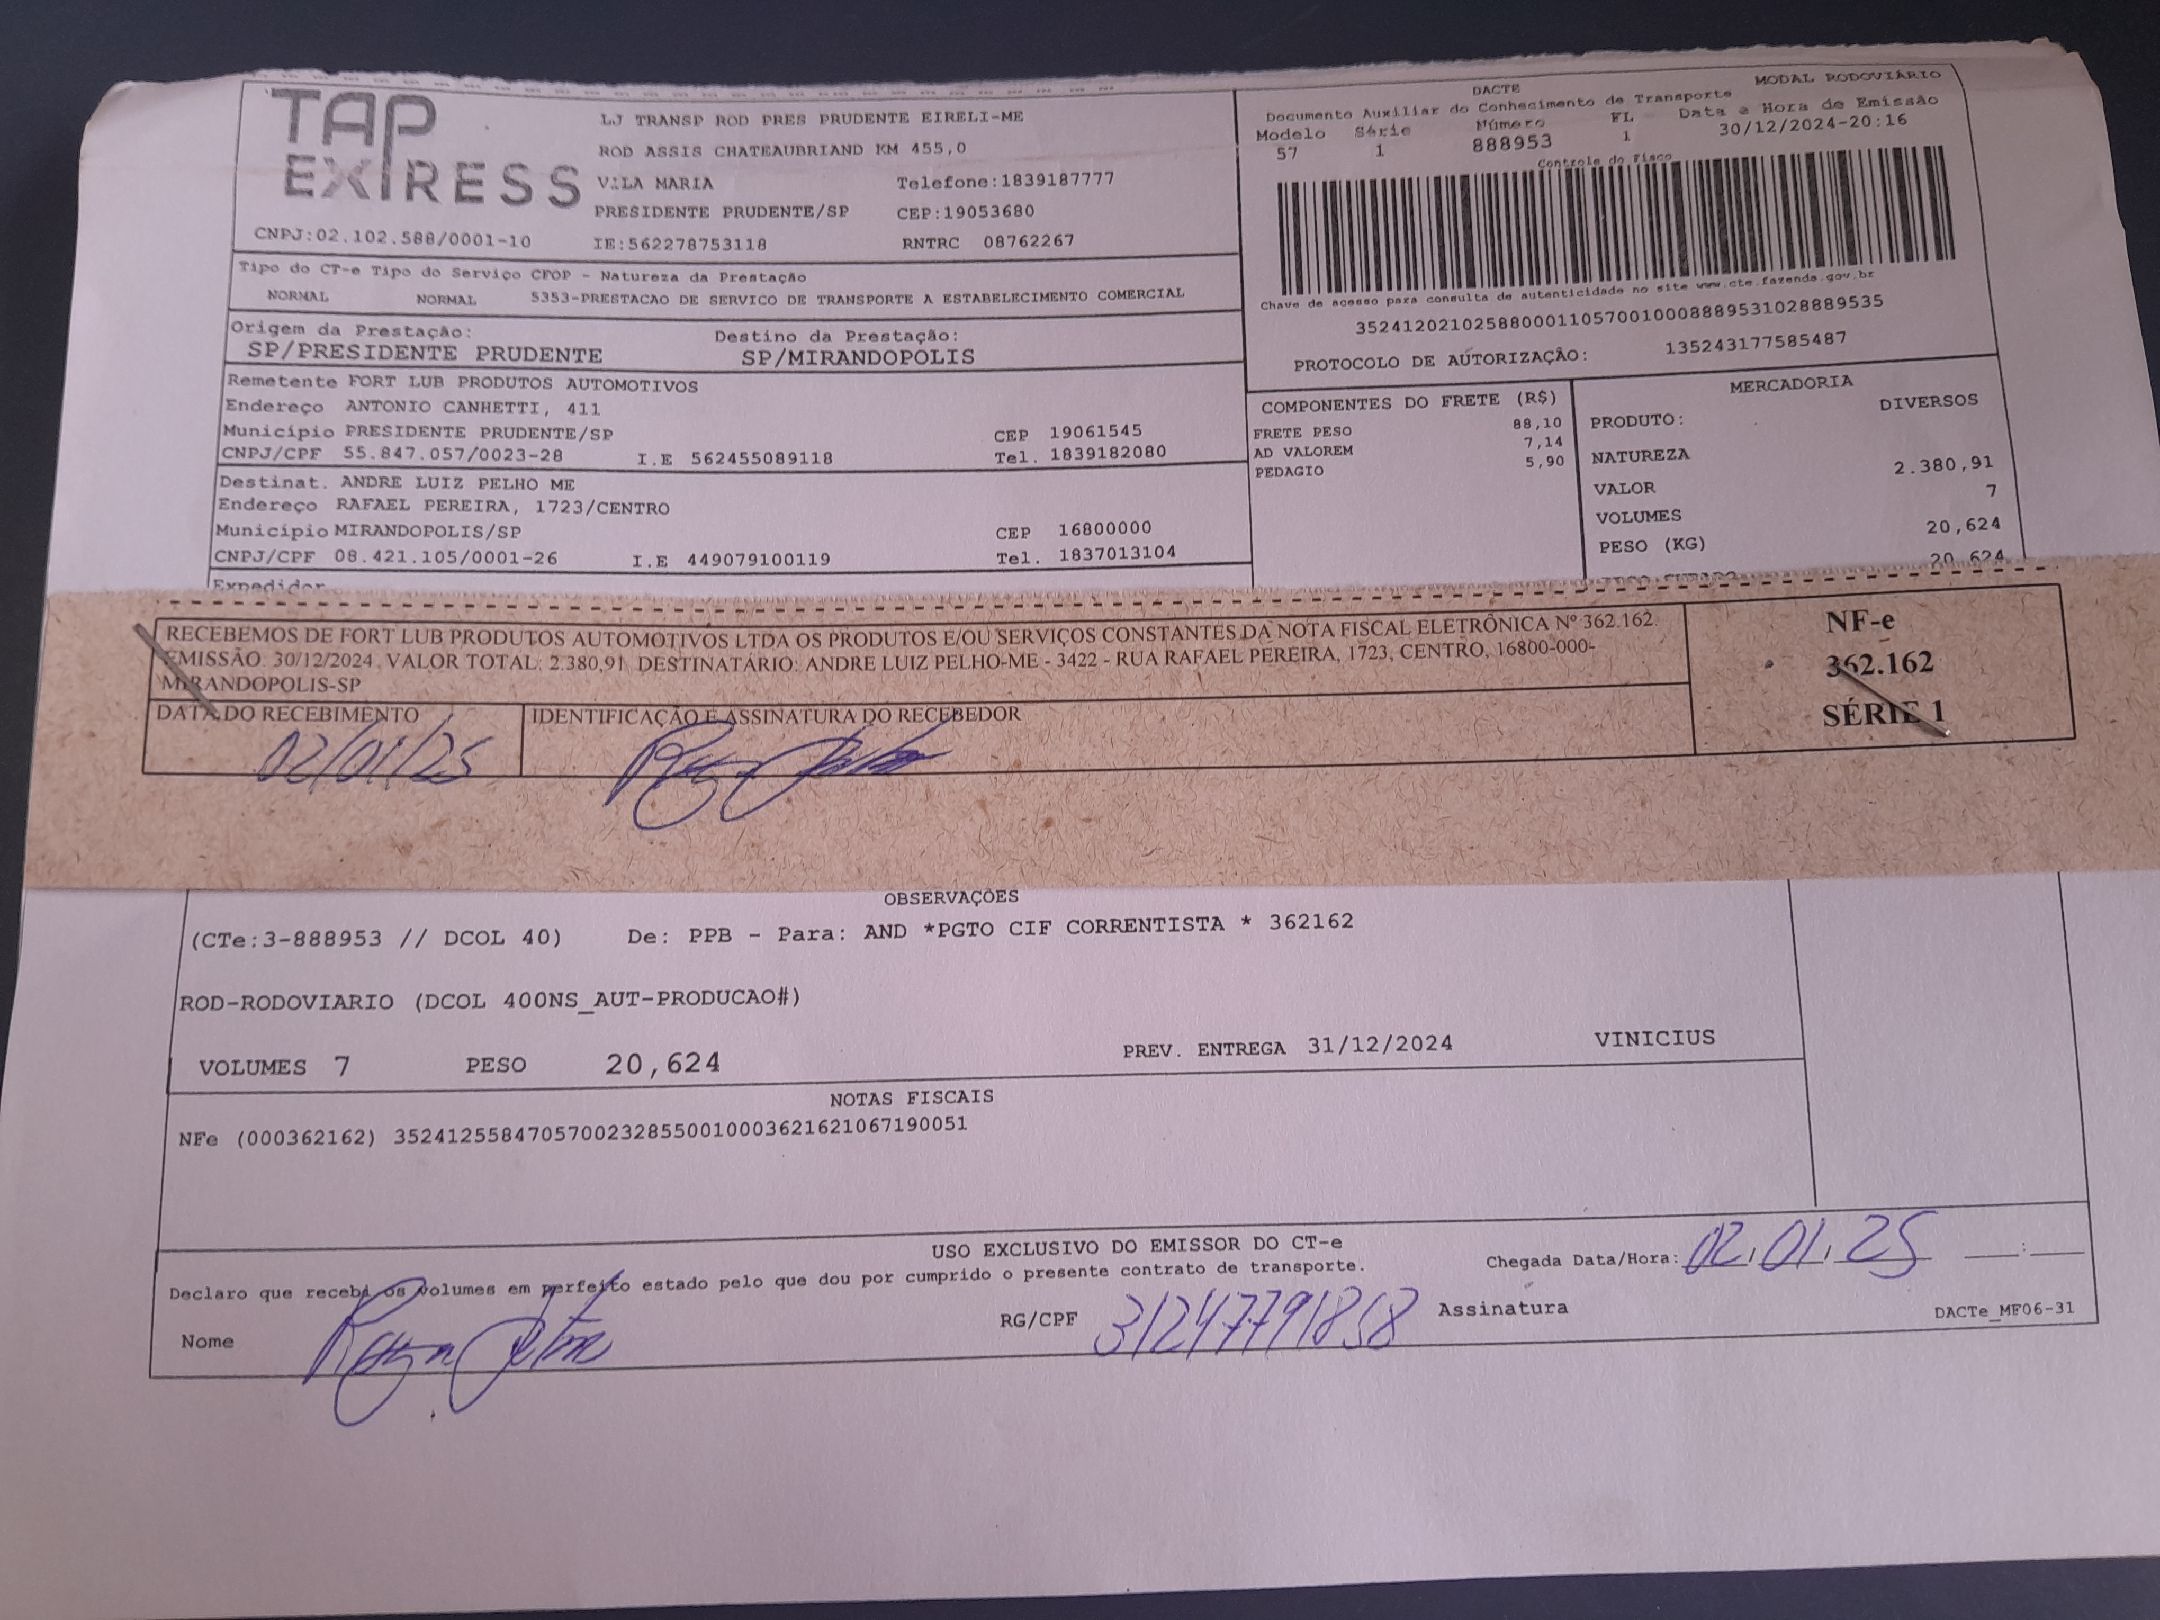 TAP
EXPRESS
LJ TRANSP ROD PRES PRUDENTE EIRELI-ME
ROD ASSIS CHATEAUBRIAND KM 455,0
VILA MARIA Telefone:1839187777
PRESIDENTE PRUDENTE/SP CEP:19053680
CNPJ:02.102.588/0001-10 IE:562278753118 RNTRC 08762267
DACTE MODAL RODOVIÁRIO
Documento Auxiliar do Conhecimento de Transporte
Modelo Série Número FL Data e Hora de Emissão
57 1 888953 1 30/12/2024-20:16
Controle do Fisco
Chave de acesso para consulta de autenticidade no site www.cte.fazenda.gov.br
35241202102588000110570010008889531028889535
PROTOCOLO DE AUTORIZAÇÃO: 135243177585487
Tipo do CT-e Tipo do Serviço CFOP - Natureza da Prestação
NORMAL NORMAL 5353-PRESTACAO DE SERVICO DE TRANSPORTE A ESTABELECIMENTO COMERCIAL
Origem da Prestação: Destino da Prestação:
SP/PRESIDENTE PRUDENTE SP/MIRANDOPOLIS
Remetente FORT LUB PRODUTOS AUTOMOTIVOS
Endereço ANTONIO CANHETTI, 411
Município PRESIDENTE PRUDENTE/SP CEP 19061545
CNPJ/CPF 55.847.057/0023-28 I.E 562455089118 Tel. 1839182080
Destinat. ANDRE LUIZ PELHO ME
Endereço RAFAEL PEREIRA, 1723/CENTRO
Município MIRANDOPOLIS/SP CEP 16800000
CNPJ/CPF 08.421.105/0001-26 I.E 449079100119 Tel. 1837013104
Expedidor
COMPONENTES DO FRETE (R$)
FRETE PESO 88,10
AD VALOREM 7,14
PEDAGIO 5,90
MERCADORIA
PRODUTO: DIVERSOS
NATUREZA
VALOR 2.380,91
VOLUMES 7
PESO (KG) 20,624
20,624
RECEBEMOS DE FORT LUB PRODUTOS AUTOMOTIVOS LTDA OS PRODUTOS E/OU SERVIÇOS CONSTANTES DA NOTA FISCAL ELETRÔNICA Nº 362.162.
EMISSÃO: 30/12/2024 VALOR TOTAL: 2.380,91 DESTINATÁRIO: ANDRE LUIZ PELHO-ME - 3422 - RUA RAFAEL PEREIRA, 1723, CENTRO, 16800-000-
MIRANDOPOLIS-SP
DATA DO RECEBIMENTO IDENTIFICAÇÃO E ASSINATURA DO RECEBEDOR
02/01/25
NF-e
362.162
SÉRIE 1
OBSERVAÇÕES
(CTe:3-888953 // DCOL 40) De: PPB - Para: AND *PGTO CIF CORRENTISTA * 362162
ROD-RODOVIARIO (DCOL 400NS_AUT-PRODUCAO#)
VOLUMES 7 PESO 20,624 PREV. ENTREGA 31/12/2024 VINICIUS
NOTAS FISCAIS
NFe (000362162) 35241255847057002328550010003621621067190051
USO EXCLUSIVO DO EMISSOR DO CT-e
Declaro que recebi os volumes em perfeito estado pelo que dou por cumprido o presente contrato de transporte.
Chegada Data/Hora: 02.01.25 ___:___
Nome RG/CPF 31247791858 Assinatura
DACTe_MF06-31